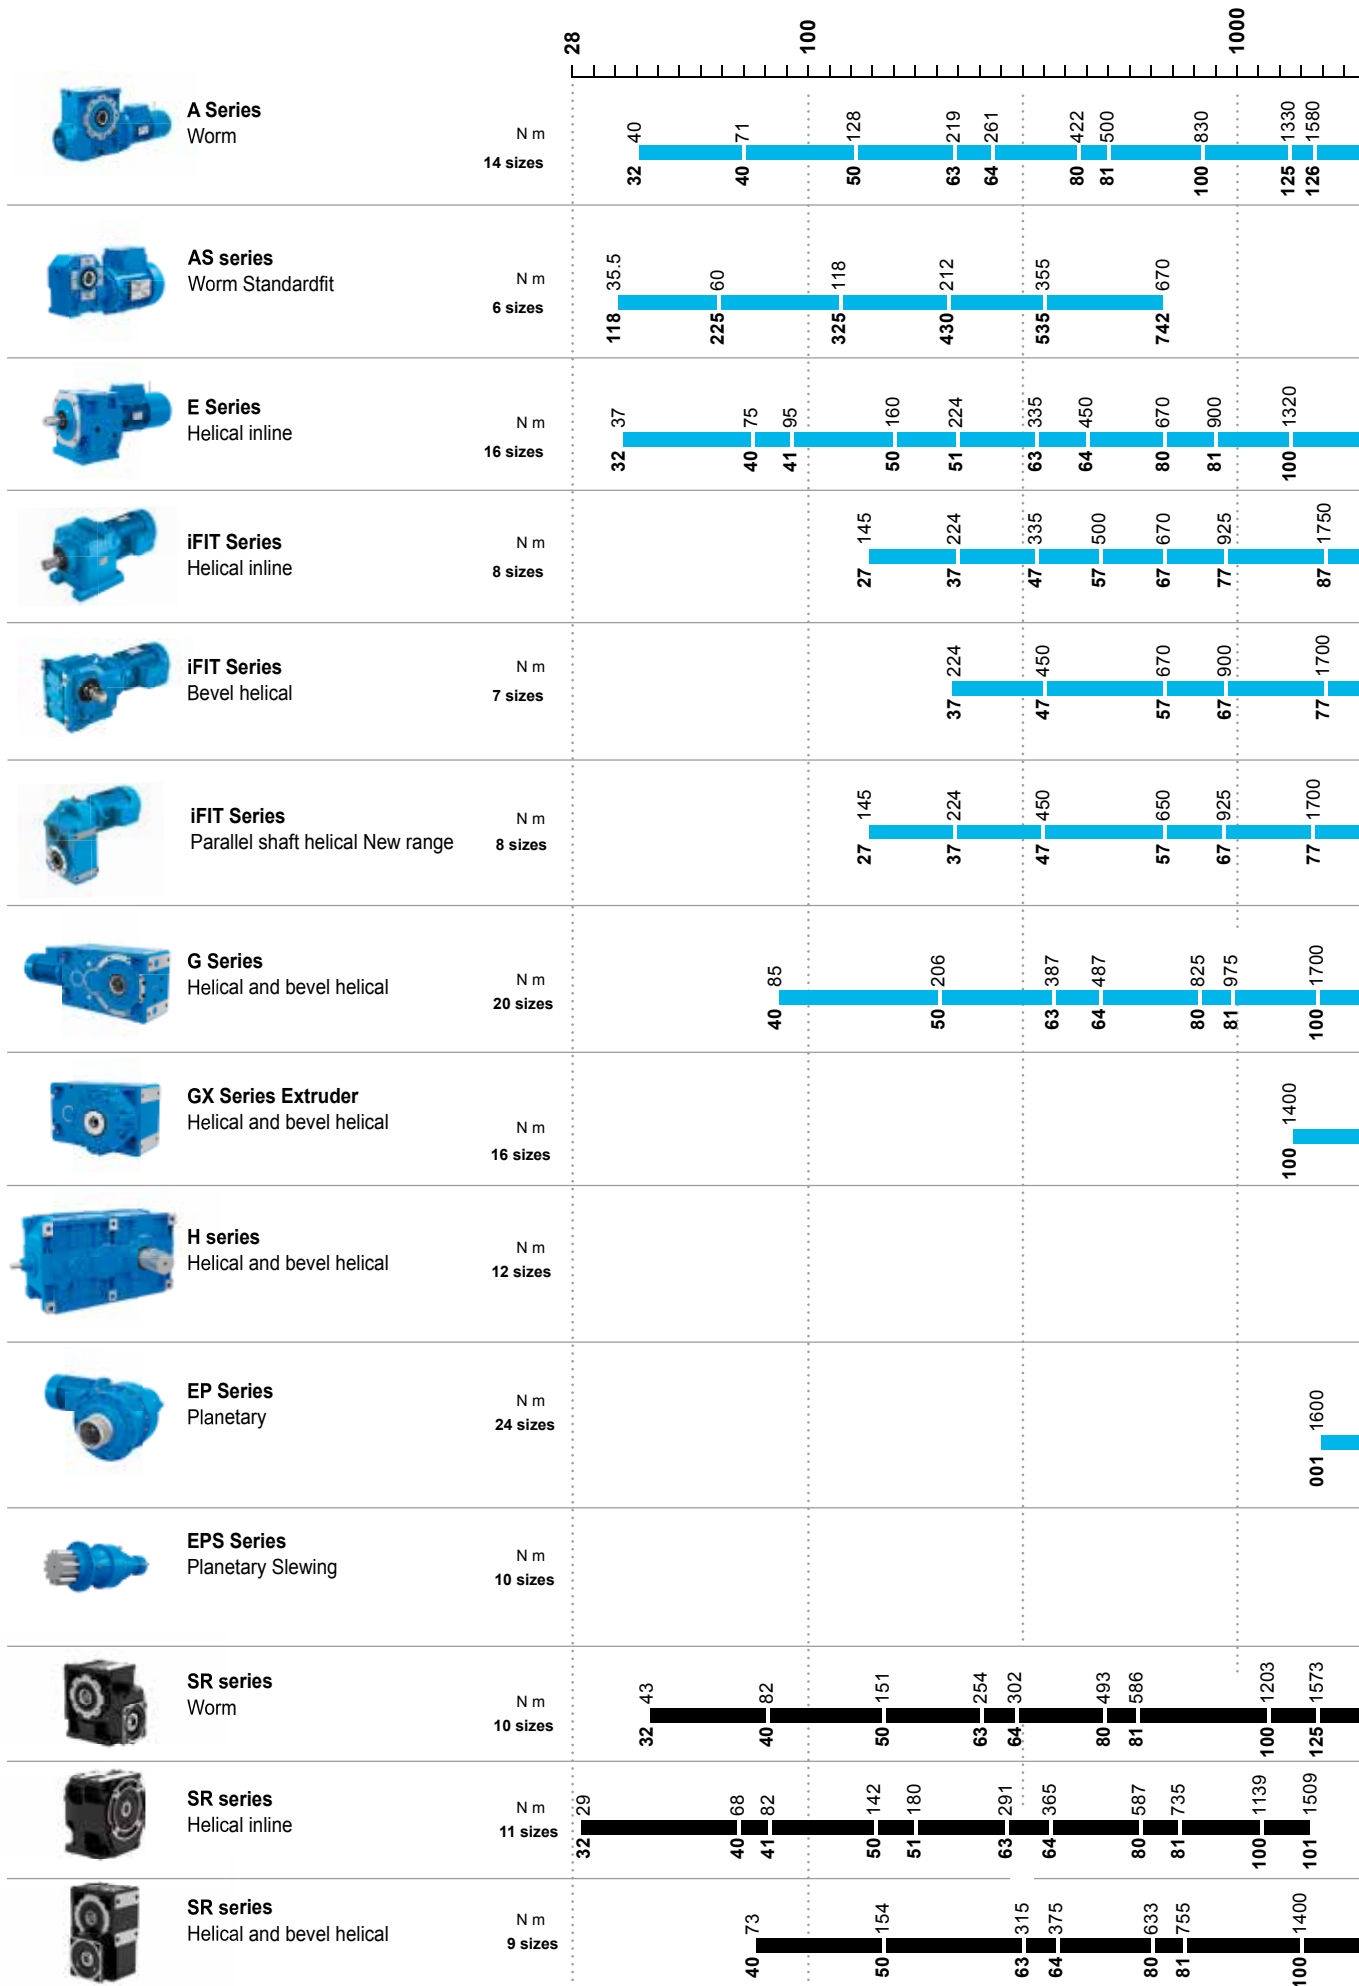 28 100 1000
A Series
Worm
N m
14 sizes
40 71 128 219 261 422 500 830 1330 1580
32 40 50 63 64 80 81 100 125 126
AS series
Worm Standardfit
N m
6 sizes
35.5 60 118 212 355 670
118 225 325 430 535 742
E Series
Helical inline
N m
16 sizes
37 75 95 160 224 335 450 670 900 1320
32 40 41 50 51 63 64 80 81 100
iFIT Series
Helical inline
N m
8 sizes
145 224 335 500 670 925 1750
27 37 47 57 67 77 87
iFIT Series
Bevel helical
N m
7 sizes
224 450 670 900 1700
37 47 57 67 77
iFIT Series
Parallel shaft helical New range
N m
8 sizes
145 224 450 650 925 1700
27 37 47 57 67 77
G Series
Helical and bevel helical
N m
20 sizes
85 206 387 487 825 975 1700
40 50 63 64 80 81 100
GX Series Extruder
Helical and bevel helical
N m
16 sizes
1400
100
H series
Helical and bevel helical
N m
12 sizes
EP Series
Planetary
N m
24 sizes
1600
001
EPS Series
Planetary Slewing
N m
10 sizes
SR series
Worm
N m
10 sizes
43 82 151 254 302 493 586 1203 1573
32 40 50 63 64 80 81 100 125
SR series
Helical inline
N m
11 sizes
29 68 82 142 180 291 365 587 735 1139 1509
32 40 41 50 51 63 64 80 81 100 101
SR series
Helical and bevel helical
N m
9 sizes
73 154 315 375 633 755 1400
40 50 63 64 80 81 100